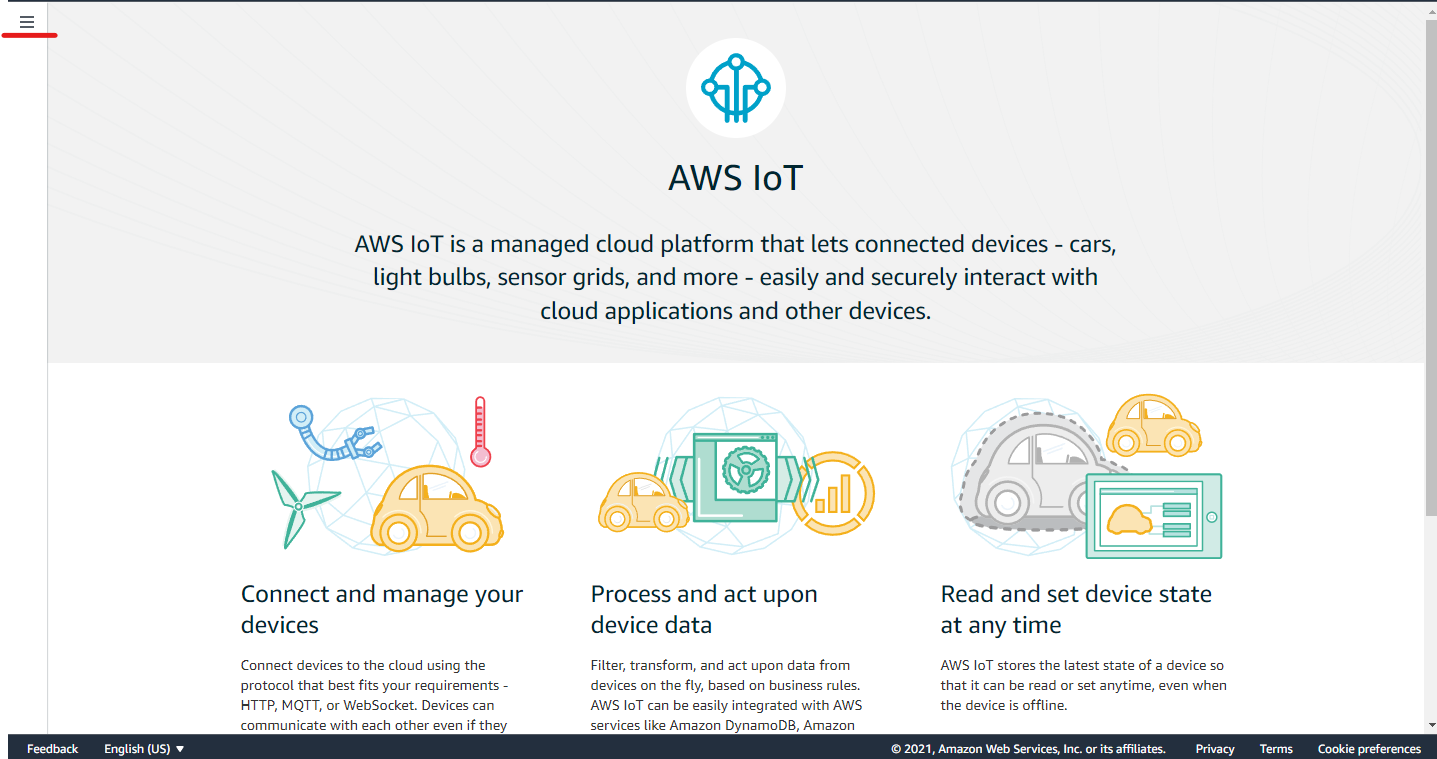 AWS IoT
AWS IoT is a managed cloud platform that lets connected devices - cars,
light bulbs, sensor grids, and more - easily and securely interact with
cloud applications and other devices.
Connect and manage your
devices
Connect devices to the cloud using the
protocol that best fits your requirements -
HTTP, MQTT, or WebSocket. Devices can
communicate with each other even if they
Process and act upon
device data
Filter, transform, and act upon data from
devices on the fly, based on business rules.
AWS IoT can be easily integrated with AWS
services like Amazon DynamoDB, Amazon
Read and set device state
at any time
AWS IoT stores the latest state of a device so
that it can be read or set anytime, even when
the device is offline.
Feedback English (US) © 2021, Amazon Web Services, Inc. or its affiliates. Privacy Terms Cookie preferences